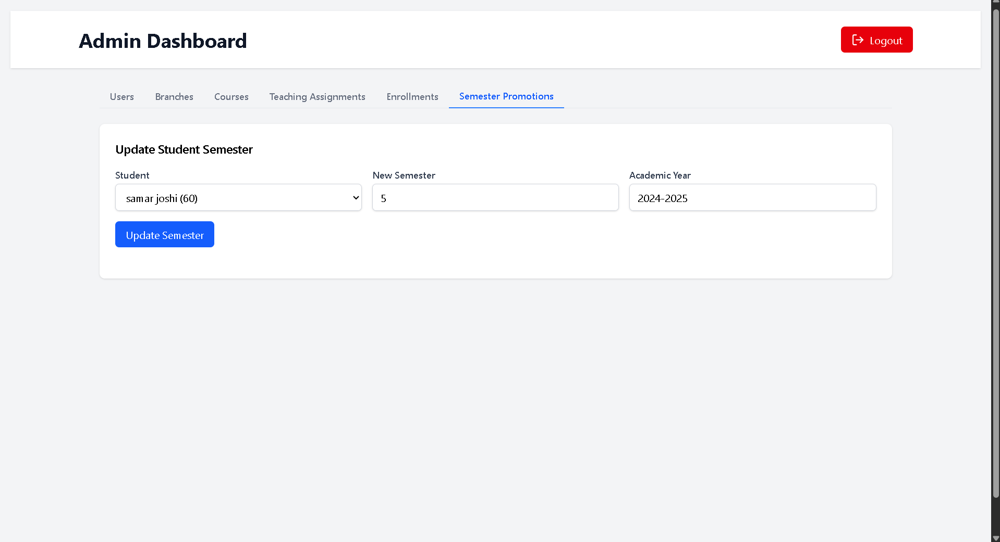 Admin Dashboard
Logout
Users Branches Courses Teaching Assignments Enrollments Semester Promotions
Update Student Semester
Student New Semester Academic Year
samar joshi (60) 5 2024-2025
Update Semester